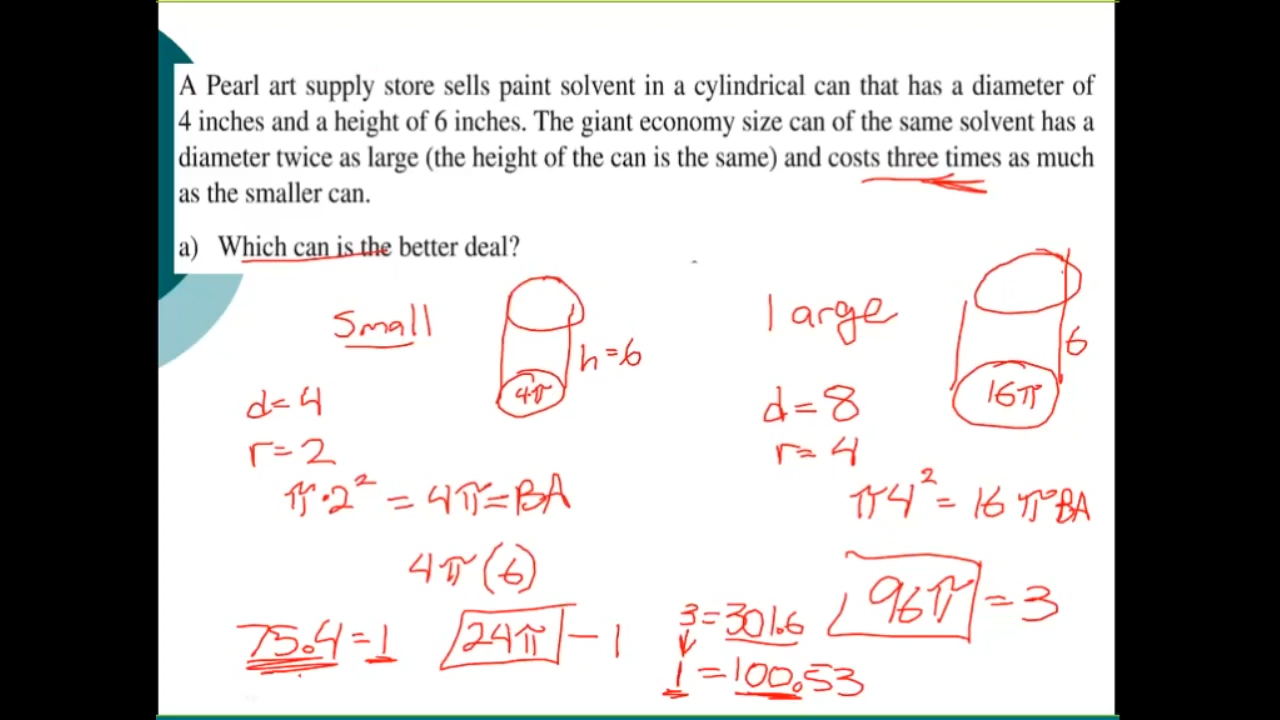 A Pearl art supply store sells paint solvent in a cylindrical can that has a diameter of
4 inches and a height of 6 inches. The giant economy size can of the same solvent has a
diameter twice as large (the height of the can is the same) and costs three times as much
as the smaller can.
a) Which can is the better deal?
Small
h=6
4π
d=4
r=2
π·2² = 4π=BA
4π(6)
24π – 1
75.4=1
large
6
16π
d=8
r=4
π4² = 16π=BA
96π = 3
3=301.6
1=100.53